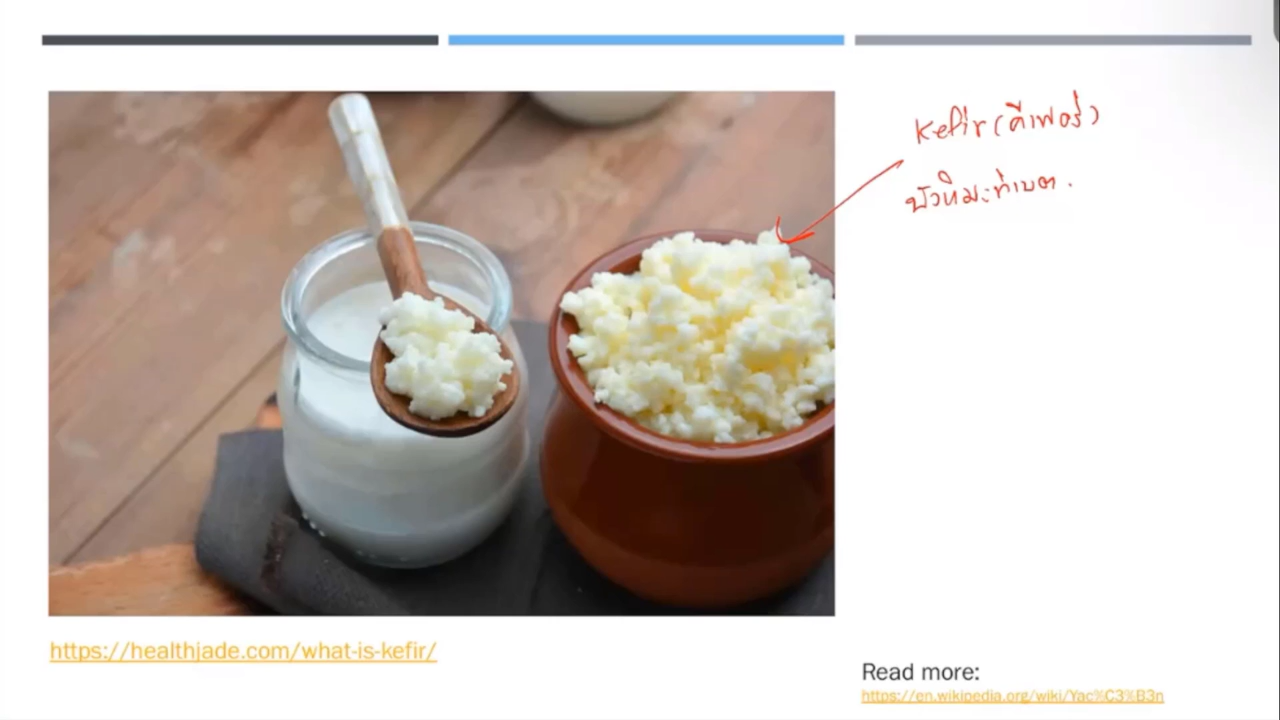 Kefir (คีเฟอร์)
บัวหิมะทิเบต.
https://healthjade.com/what-is-kefir/
Read more:
https://en.wikipedia.org/wiki/Yac%C3%B3n